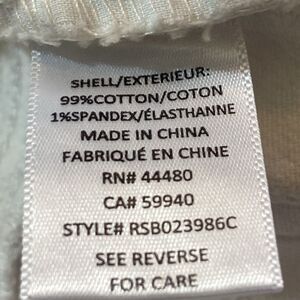 SHELL/EXTERIEUR:
99%COTTON/COTON
1%SPANDEX/ÉLASTHANNE
MADE IN CHINA
FABRIQUÉ EN CHINE
RN# 44480
CA# 59940
STYLE# RSB023986C
SEE REVERSE
FOR CARE